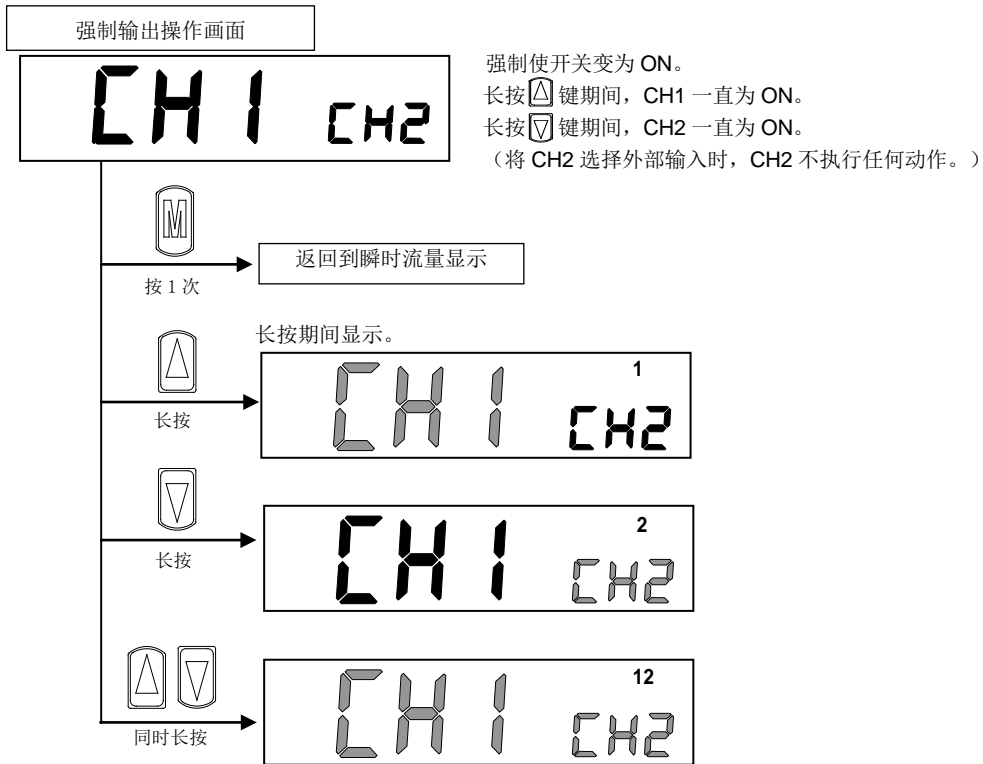 强制输出操作画面
CH1 CH2
强制使开关变为 ON。
长按 键期间，CH1 一直为 ON。
长按 键期间，CH2 一直为 ON。
（将 CH2 选择外部输入时，CH2 不执行任何动作。）
M
按 1 次
返回到瞬时流量显示
长按期间显示。
长按
1
CH1 CH2
长按
2
CH1 CH2
同时长按
12
CH1 CH2